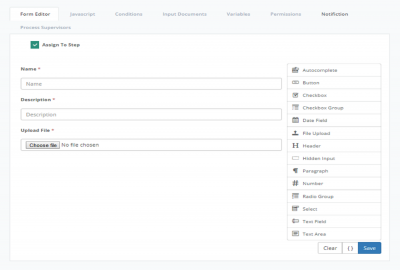 Form Editor Javascript Conditions Input Documents Variables Permissions Notifiction
Process Supervisors
Assign To Step
Name *
Name
Description *
Description
Upload File *
Choose file No file chosen
Autocomplete
Button
Checkbox
Checkbox Group
Date Field
File Upload
Header
Hidden Input
Paragraph
Number
Radio Group
Select
Text Field
Text Area
Clear { } Save